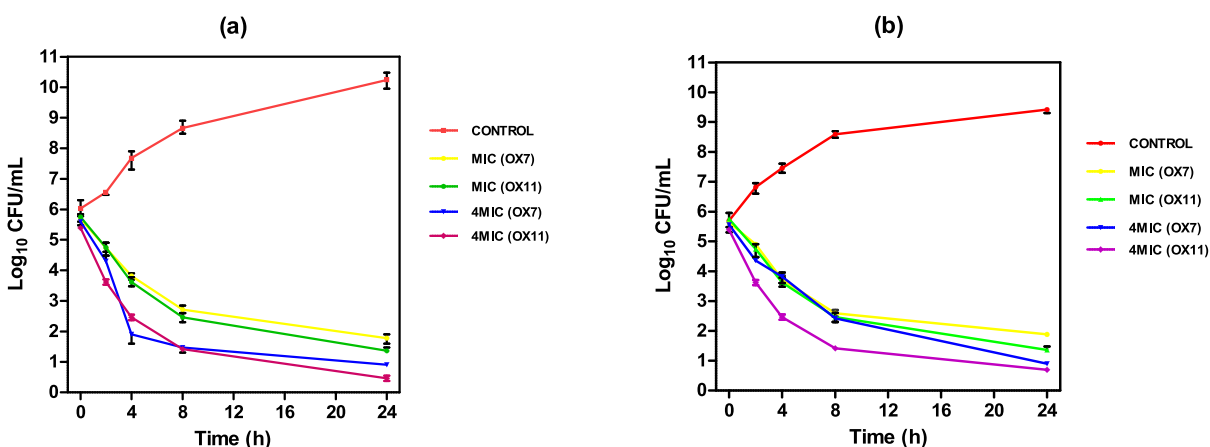 (a)
11
10
9
8
7
6
5
4
3
2
1
0
Log10 CFU/mL
0 4 8 12 16 20 24
Time (h)
CONTROL
MIC (OX7)
MIC (OX11)
4MIC (OX7)
4MIC (OX11)
(b)
11
10
9
8
7
6
5
4
3
2
1
0
Log10 CFU/mL
0 4 8 12 16 20 24
Time (h)
CONTROL
MIC (OX7)
MIC (OX11)
4MIC (OX7)
4MIC (OX11)